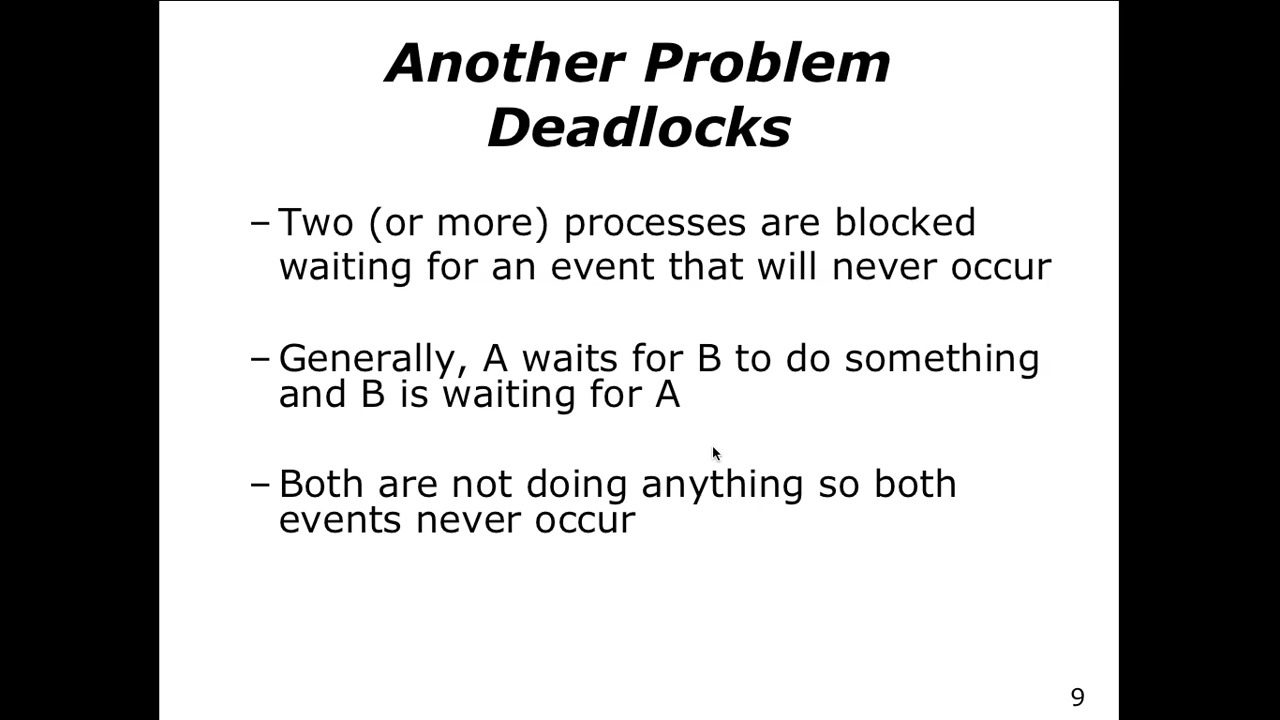 Another Problem
Deadlocks
– Two (or more) processes are blocked
waiting for an event that will never occur
– Generally, A waits for B to do something
and B is waiting for A
– Both are not doing anything so both
events never occur
9